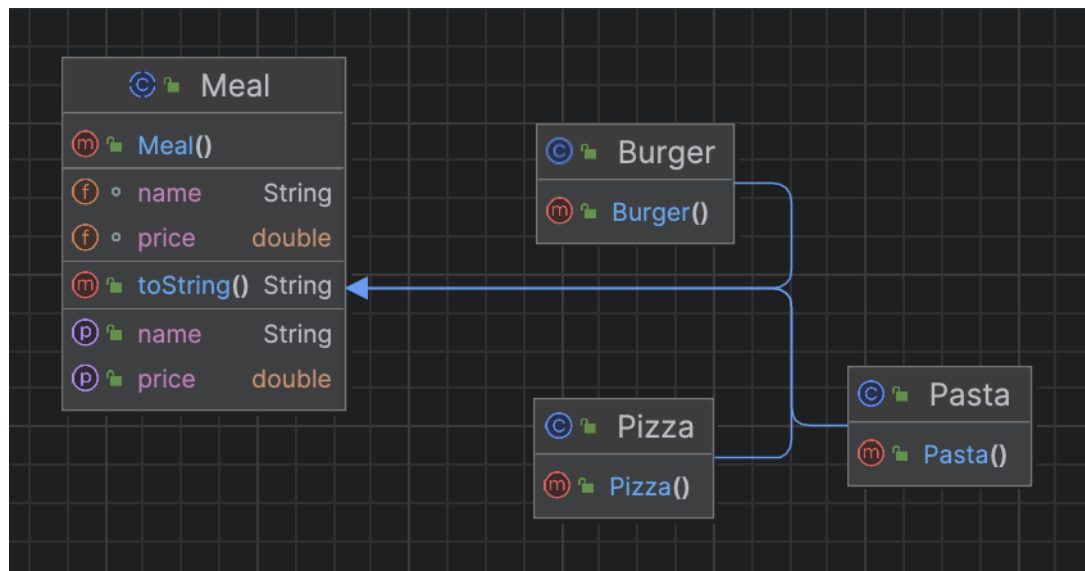 Meal
Meal()
name String
price double
toString() String
name String
price double
Burger
Burger()
Pizza
Pizza()
Pasta
Pasta()